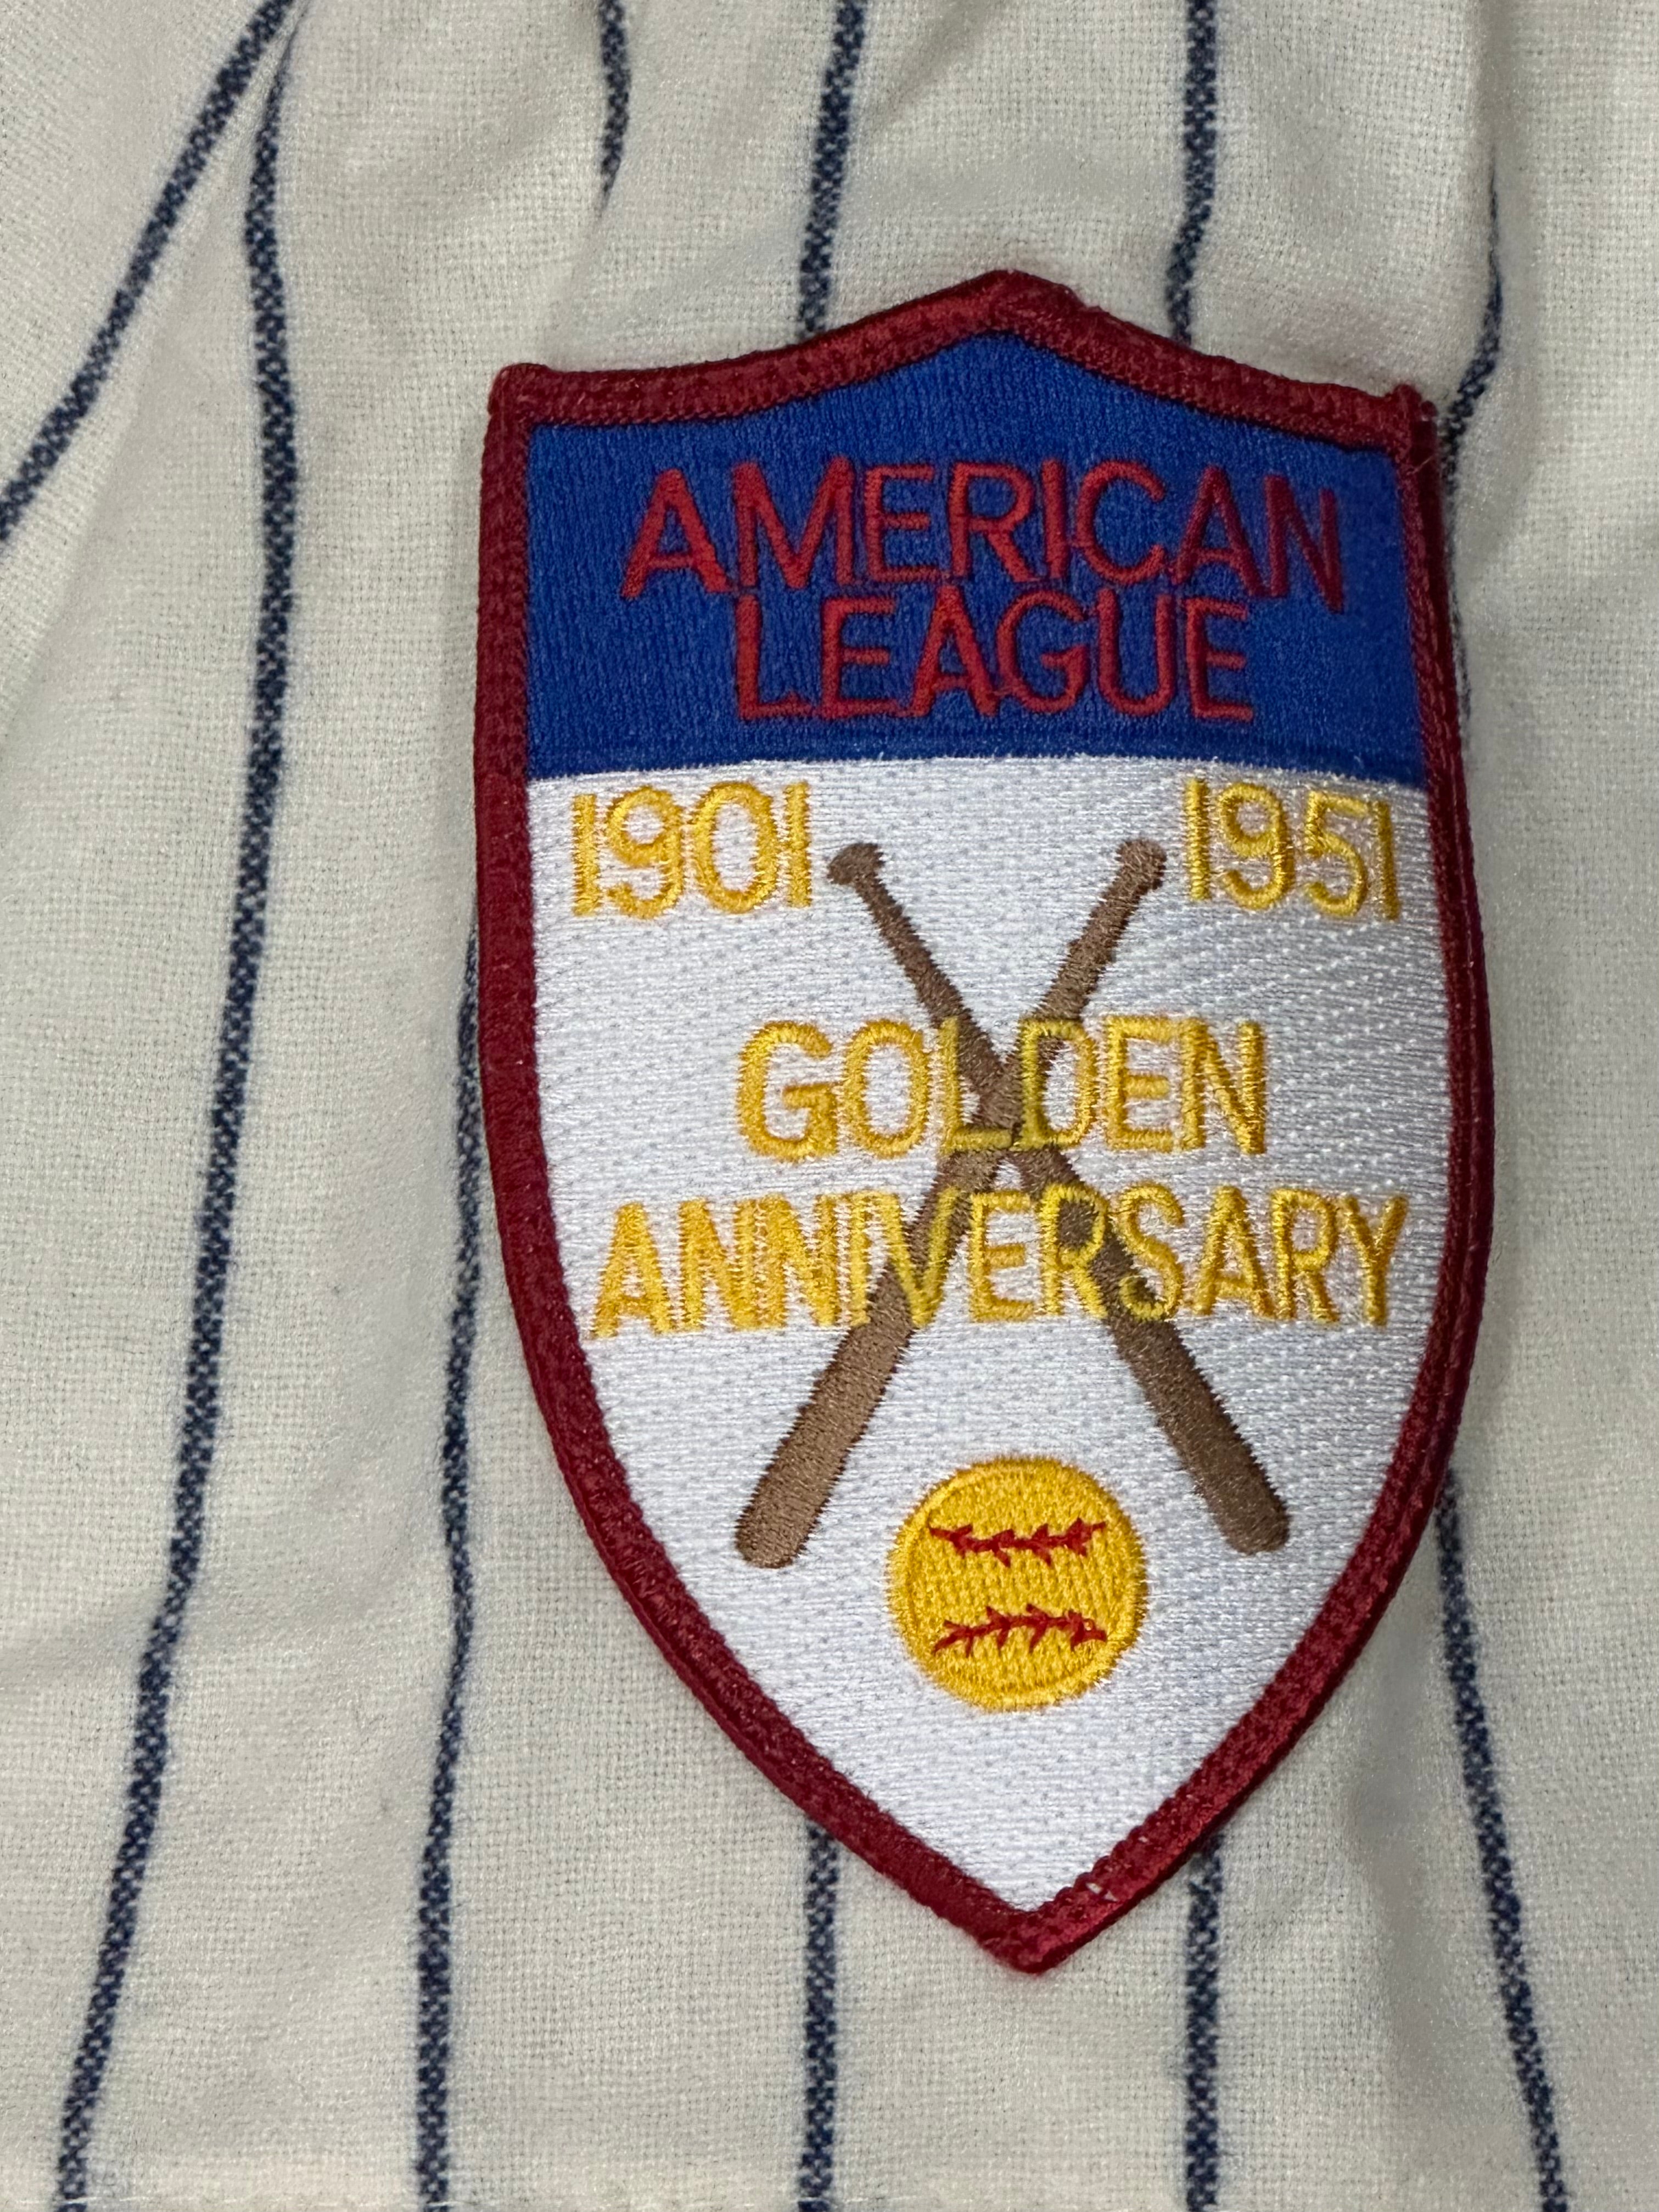 AMERICAN
LEAGUE
1901 1951
GOLDEN
ANNIVERSARY